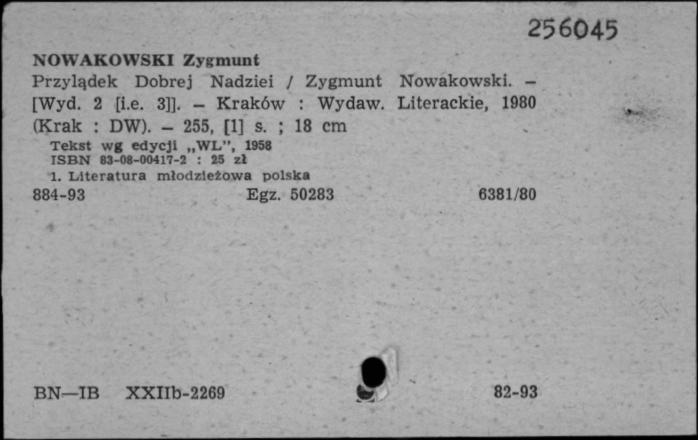 256045
NOWAKOWSKI Zygmunt
Przylądek Dobrej Nadziei / Zygmunt Nowakowski. —
[Wyd. 2 [i.e. 3]]. — Kraków : Wydaw. Literackie, 1980
(Krak : DW). — 255, [1] s. ; 18 cm
Tekst wg edycji „WL”, 1958
ISBN 83-08-00417-2 : 25 zł
1. Literatura młodzieżowa polska
884-93 Egz. 50283 6381/80
BN—IB XXIIb-2269 82-93